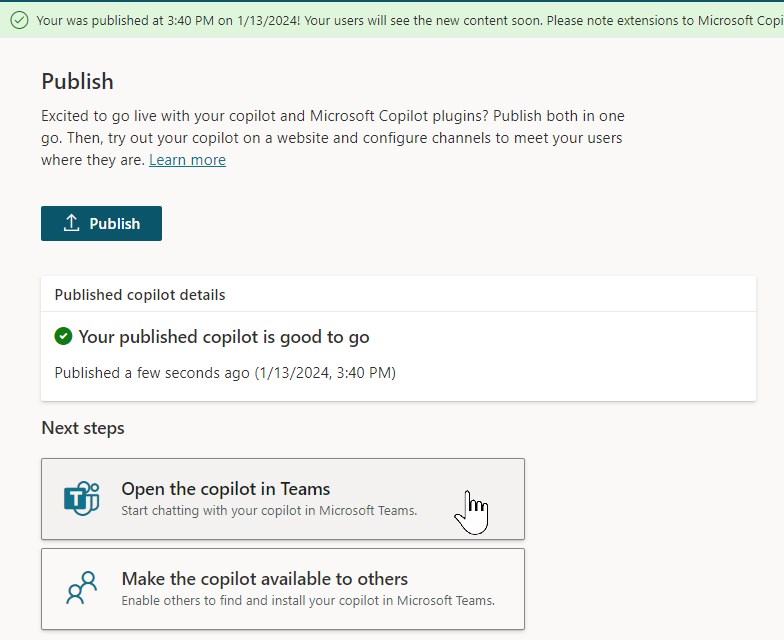 Your was published at 3:40 PM on 1/13/2024! Your users will see the new content soon. Please note extensions to Microsoft Copi
Publish
Excited to go live with your copilot and Microsoft Copilot plugins? Publish both in one
go. Then, try out your copilot on a website and configure channels to meet your users
where they are. Learn more
Publish
Published copilot details
Your published copilot is good to go
Published a few seconds ago (1/13/2024, 3:40 PM)
Next steps
Open the copilot in Teams
Start chatting with your copilot in Microsoft Teams.
Make the copilot available to others
Enable others to find and install your copilot in Microsoft Teams.